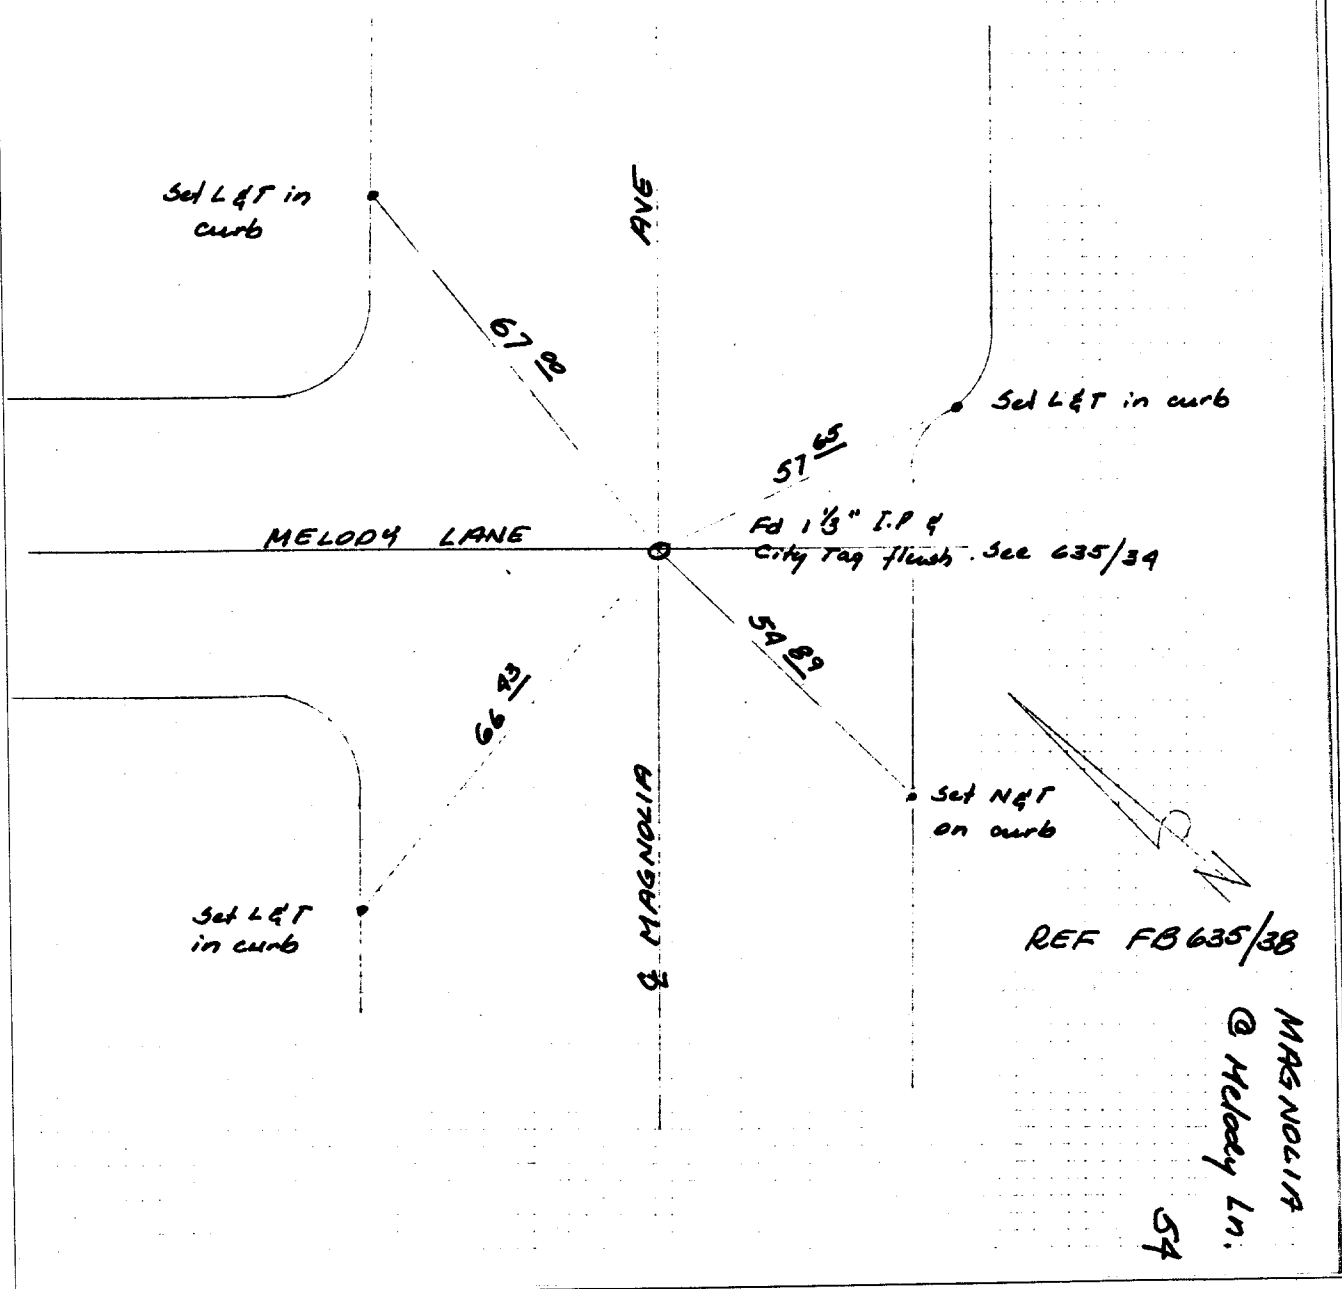 Set L & T in
curb
AVE
67 00
Set L & T in curb
57 65
Fd 1 1/3" I.P &
City Tag flush. See 635/34
MELODY LANE
54 89
66 43
Set N & T
on curb
Set L & T
in curb
℄ MAGNOLIA
N
REF FB 635/38
MAGNOLIA
@ Melody Ln.
54